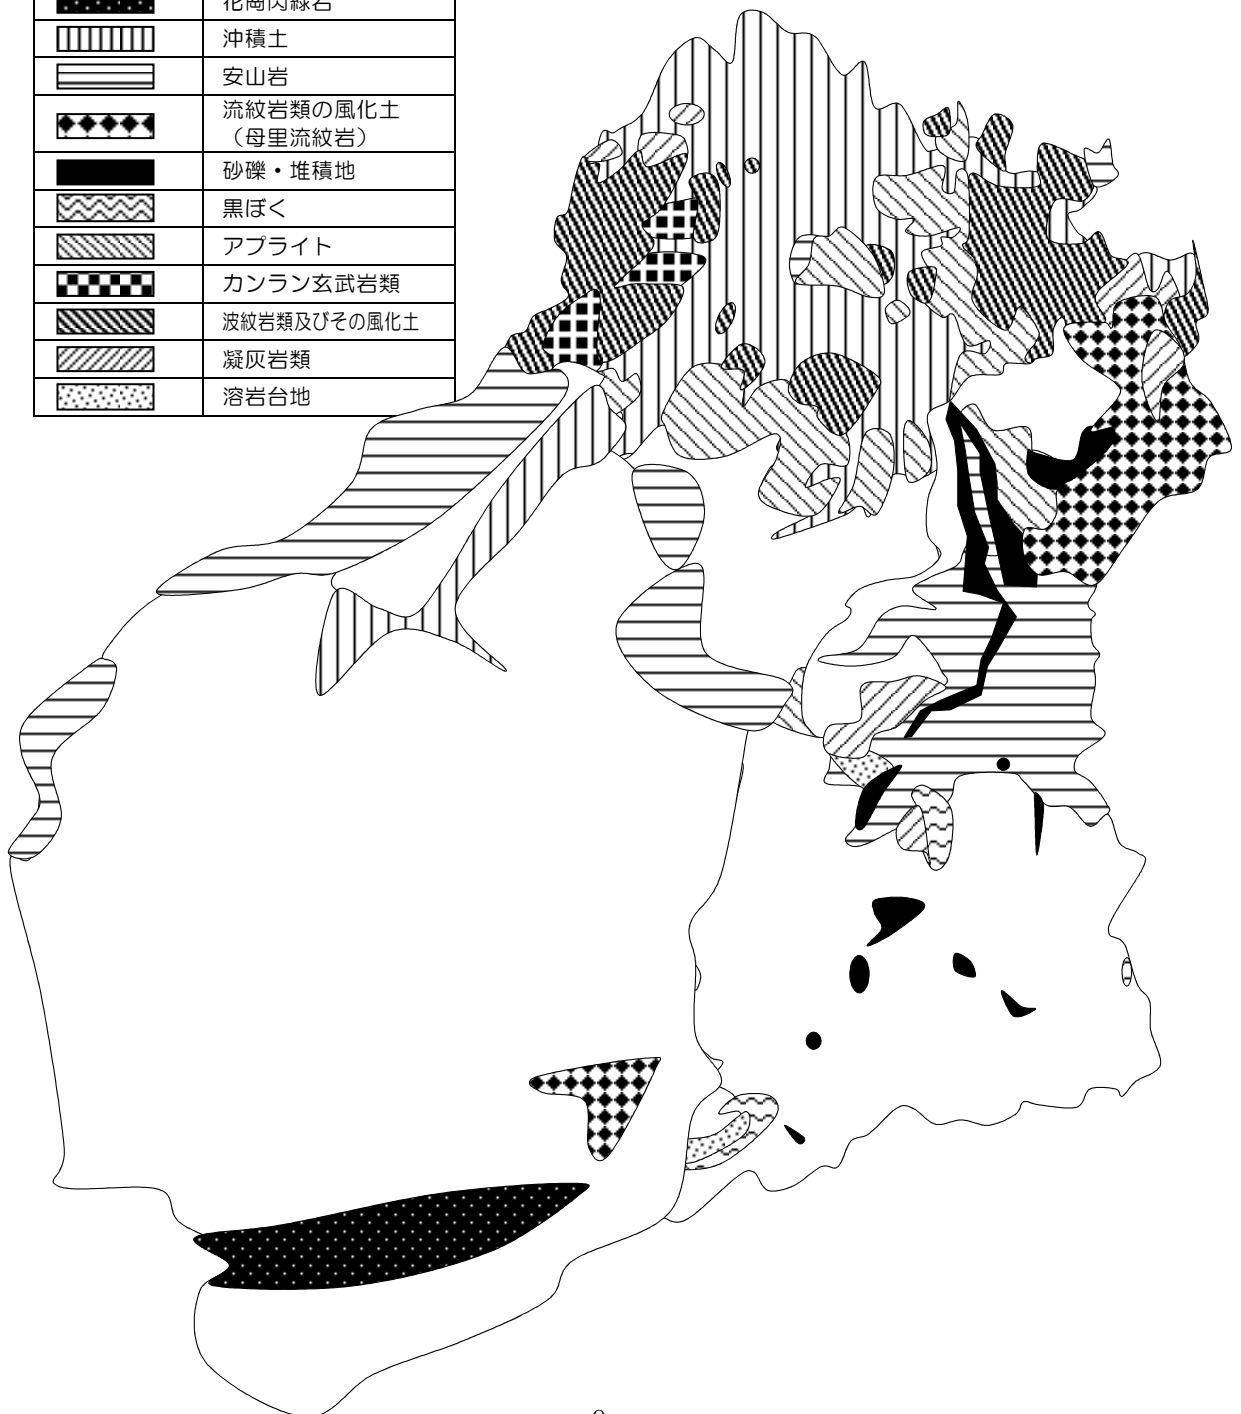 花崗閃緑岩
沖積土
安山岩
流紋岩類の風化土
（母里流紋岩）
砂礫・堆積地
黒ぼく
アプライト
カンラン玄武岩類
波紋岩類及びその風化土
凝灰岩類
溶岩台地